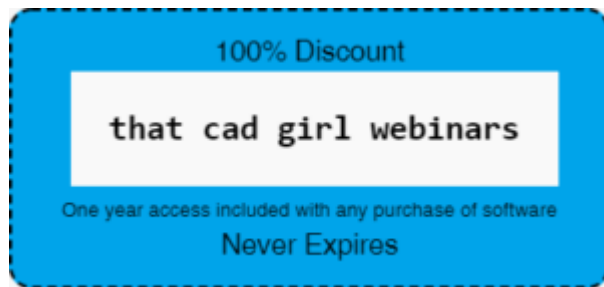 100% Discount
that cad girl webinars
One year access included with any purchase of software
Never Expires